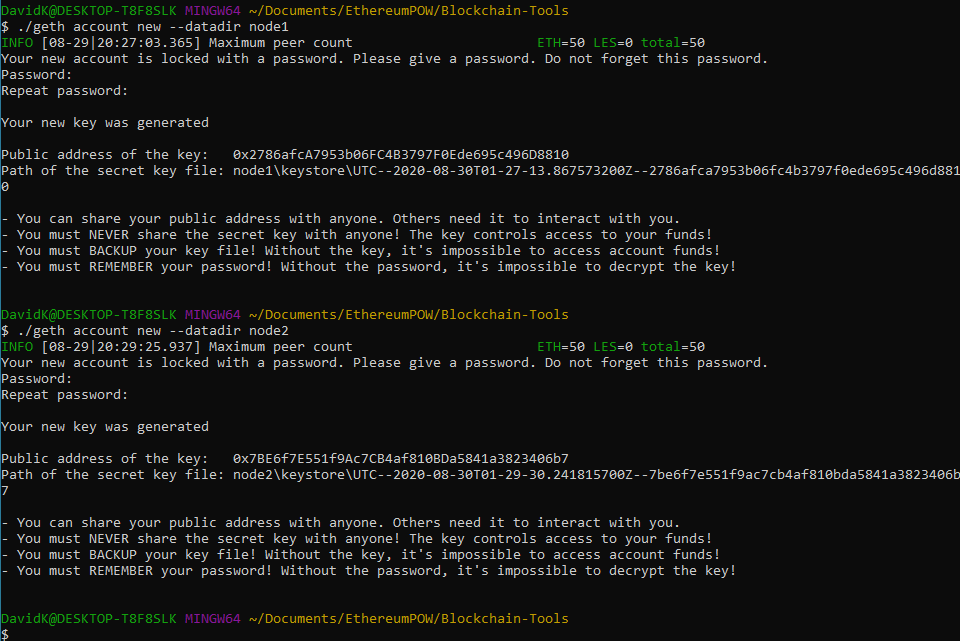 DavidK@DESKTOP-T8F8SLK MINGW64 ~/Documents/EthereumPOW/Blockchain-Tools
$ ./geth account new --datadir node1
INFO [08-29|20:27:03.365] Maximum peer count                       ETH=50 LES=0 total=50
Your new account is locked with a password. Please give a password. Do not forget this password.
Password:
Repeat password:

Your new key was generated

Public address of the key:   0x2786afcA7953b06FC4B3797F0Ede695c496D8810
Path of the secret key file: node1\keystore\UTC--2020-08-30T01-27-13.867573200Z--2786afca7953b06fc4b3797f0ede695c496d881
0

- You can share your public address with anyone. Others need it to interact with you.
- You must NEVER share the secret key with anyone! The key controls access to your funds!
- You must BACKUP your key file! Without the key, it's impossible to access account funds!
- You must REMEMBER your password! Without the password, it's impossible to decrypt the key!

DavidK@DESKTOP-T8F8SLK MINGW64 ~/Documents/EthereumPOW/Blockchain-Tools
$ ./geth account new --datadir node2
INFO [08-29|20:29:25.937] Maximum peer count                       ETH=50 LES=0 total=50
Your new account is locked with a password. Please give a password. Do not forget this password.
Password:
Repeat password:

Your new key was generated

Public address of the key:   0x7BE6f7E551f9Ac7CB4af810BDa5841a3823406b7
Path of the secret key file: node2\keystore\UTC--2020-08-30T01-29-30.241815700Z--7be6f7e551f9ac7cb4af810bda5841a3823406b
7

- You can share your public address with anyone. Others need it to interact with you.
- You must NEVER share the secret key with anyone! The key controls access to your funds!
- You must BACKUP your key file! Without the key, it's impossible to access account funds!
- You must REMEMBER your password! Without the password, it's impossible to decrypt the key!

DavidK@DESKTOP-T8F8SLK MINGW64 ~/Documents/EthereumPOW/Blockchain-Tools
$